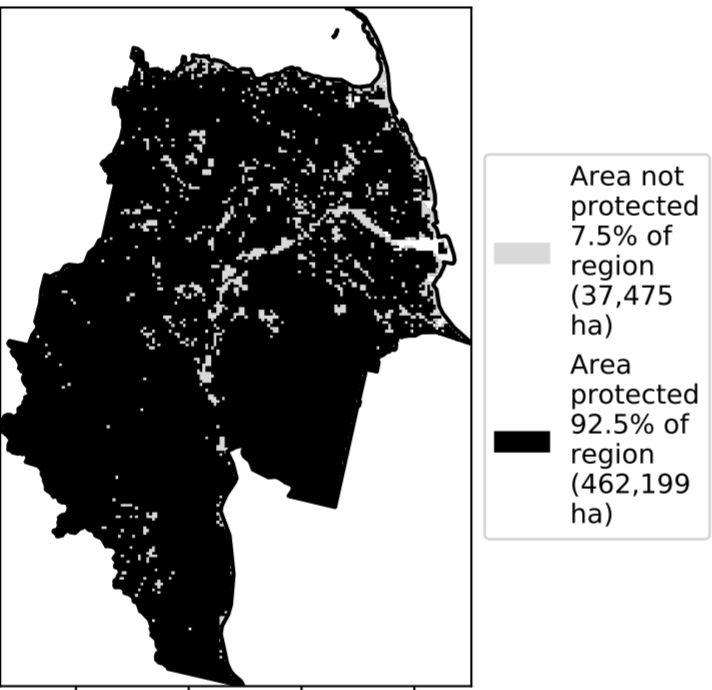 Area not
protected
7.5% of
region
(37,475
ha)
Area
protected
92.5% of
region
(462,199
ha)